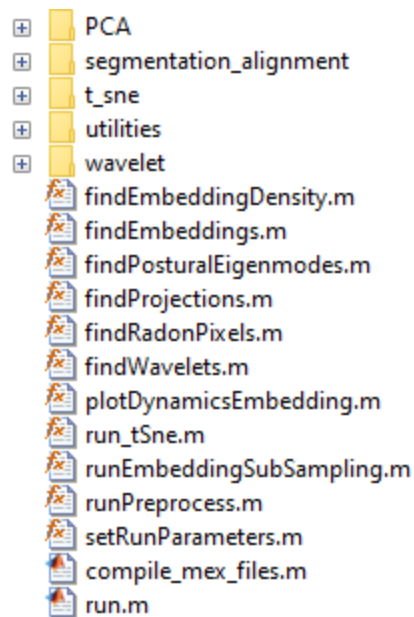 PCA
segmentation_alignment
t_sne
utilities
wavelet
findEmbeddingDensity.m
findEmbeddings.m
findPosturalEigenmodes.m
findProjections.m
findRadonPixels.m
findWavelets.m
plotDynamicsEmbedding.m
run_tSne.m
runEmbeddingSubSampling.m
runPreprocess.m
setRunParameters.m
compile_mex_files.m
run.m